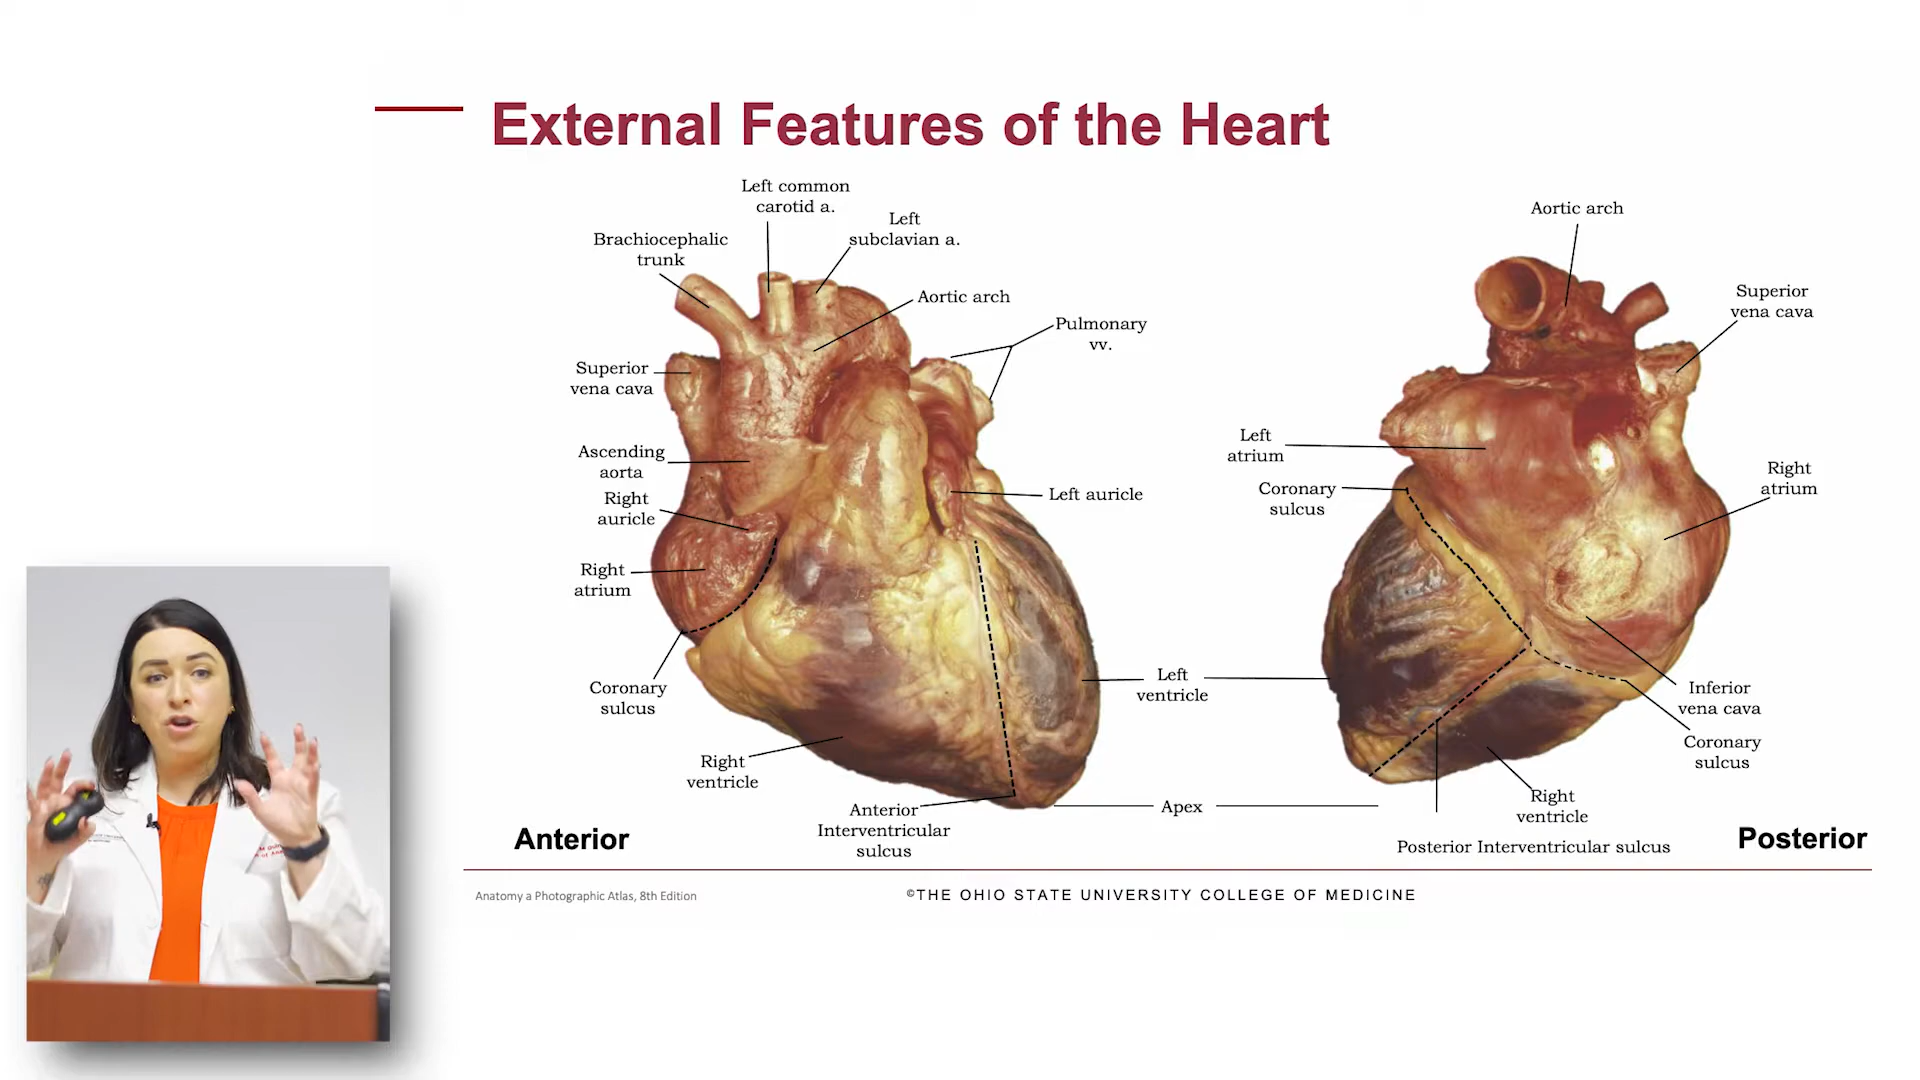 External Features of the Heart
Left common
carotid a.
Left
subclavian a.
Brachiocephalic
trunk
Aortic arch
Pulmonary
vv.
Superior
vena cava
Ascending
aorta
Right
auricle
Left auricle
Right
atrium
Coronary
sulcus
Right
ventricle
Anterior
Interventricular
sulcus
Left
ventricle
Apex
Anterior
Aortic arch
Superior
vena cava
Left
atrium
Coronary
sulcus
Right
atrium
Inferior
vena cava
Coronary
sulcus
Right
ventricle
Posterior Interventricular sulcus
Posterior
Anatomy a Photographic Atlas, 8th Edition
©THE OHIO STATE UNIVERSITY COLLEGE OF MEDICINE